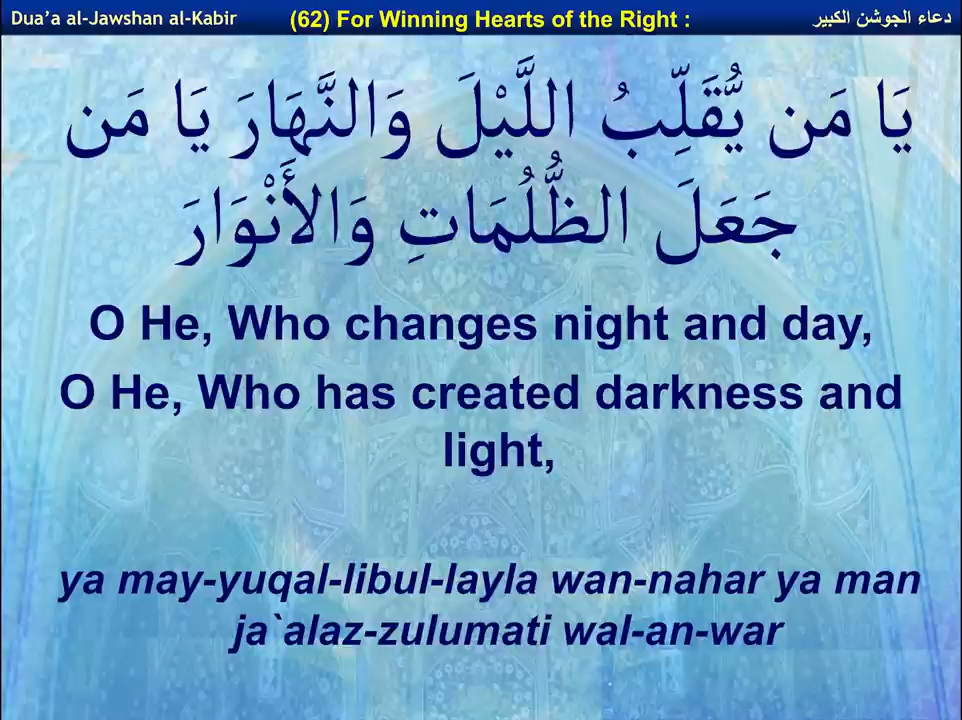 Dua’a al-Jawshan al-Kabir (62) For Winning Hearts of the Right : دعاء الجوشن الكبير
يَا مَن يُّقَلِّبُ اللَّيْلَ وَالنَّهَارَ يَا مَن
جَعَلَ الظُّلُمَاتِ وَالأَنْوَارَ
O He, Who changes night and day,
O He, Who has created darkness and
light,
ya may-yuqal-libul-layla wan-nahar ya man
ja`alaz-zulumati wal-an-war